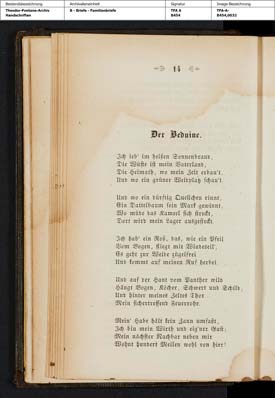 Bestandsbezeichnung Archivalieneinheit Signatur Image Bezeichnung
Theodor-Fontane-Archiv B - Briefe - Familienbriefe TFA A TFA-A-
Handschriften B454 B454,0032
14
Der Beduine.
Ich leb' im heißen Sonnenbrand,
Die Wüste ist mein Vaterland,
Die Heimath, wo mein Zelt erbau't
Und wo ein grüner Weidplatz schau't.
Und wo ein dürftig Quellchen rinnt,
Ein Dattelbaum sein Mark gewinnt,
Wo müde das Kameel sich streckt,
Dort wird mein Lager aufgesteckt.
Ich hab' ein Roß, das, wie ein Pfeil
Vom Bogen, fliegt mit Windeseil',
Es geht zur Weide zügelfrei
Und kommt auf meinen Ruf herbei.
Und auf der Haut vom Panther wild
Hängt Bogen, Köcher, Schwert und Schild,
Und hinter meines Zeltes Thor
Mein sichertreffend Feuerrohr.
Mein' Habe hält kein Zaun umfaßt,
Ich bin mein Wirth und eig'ner Gast;
Mein nächster Nachbar neben mir
Wohnt hundert Meilen wohl von hier!